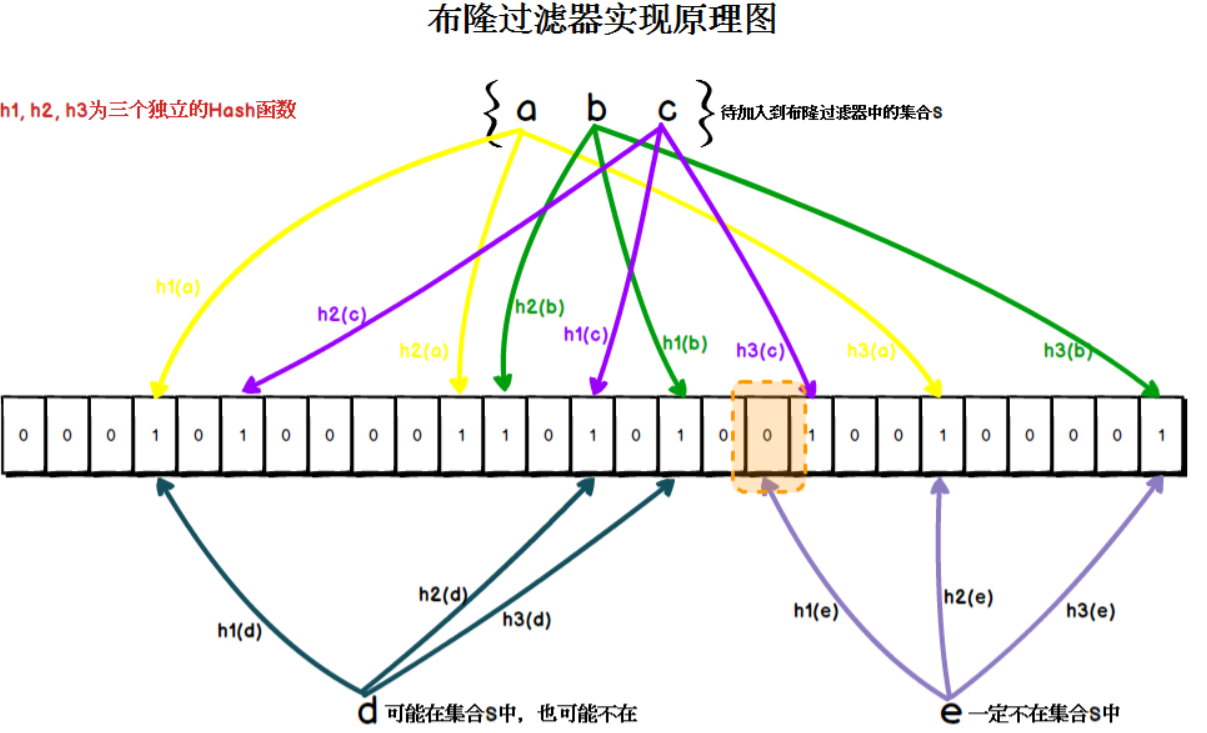 布隆过滤器实现原理图
h1, h2, h3为三个独立的Hash函数
{ a b c } 待加入到布隆过滤器中的集合S
h1(a)
h2(c)
h2(a)
h2(b)
h1(c)
h1(b)
h3(c)
h3(a)
h3(b)
0 0 0 1 0 1 0 0 0 0 1 1 0 1 0 1 0 0 1 0 0 1 0 0 0 0 1
h1(d)
h2(d)
h3(d)
h1(e)
h2(e)
h3(e)
d 可能在集合S中，也可能不在
e 一定不在集合S中